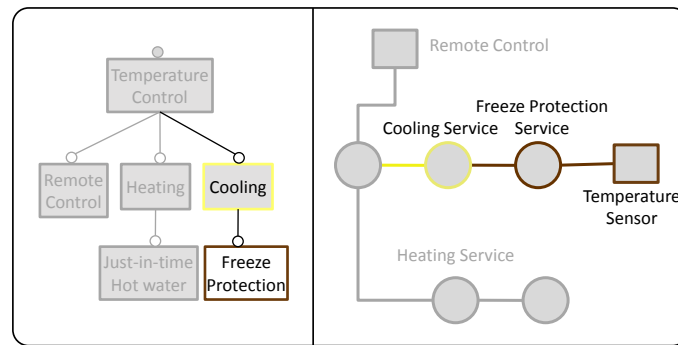 Temperature
Control
Remote
Control
Heating
Cooling
Just-in-time
Hot water
Freeze
Protection
Remote Control
Freeze Protection
Service
Cooling Service
Temperature
Sensor
Heating Service